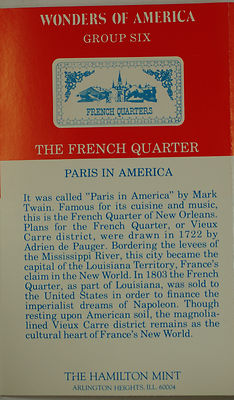 WONDERS OF AMERICA
GROUP SIX
FRENCH QUARTERS
THE FRENCH QUARTER
PARIS IN AMERICA
It was called "Paris in America" by Mark
Twain. Famous for its cuisine and music,
this is the French Quarter of New Orleans.
Plans for the French Quarter, or Vieux
Carre district, were drawn in 1722 by
Adrien de Pauger. Bordering the levees of
the Mississippi River, this city became the
capital of the Louisiana Territory, France's
claim in the New World. In 1803 the French
Quarter, as part of Louisiana, was sold to
the United States in order to finance the
imperialist dreams of Napoleon. Though
resting upon American soil, the magnolia-
lined Vieux Carre district remains as the
cultural heart of France's New World.
THE HAMILTON MINT
ARLINGTON HEIGHTS, ILL 60004